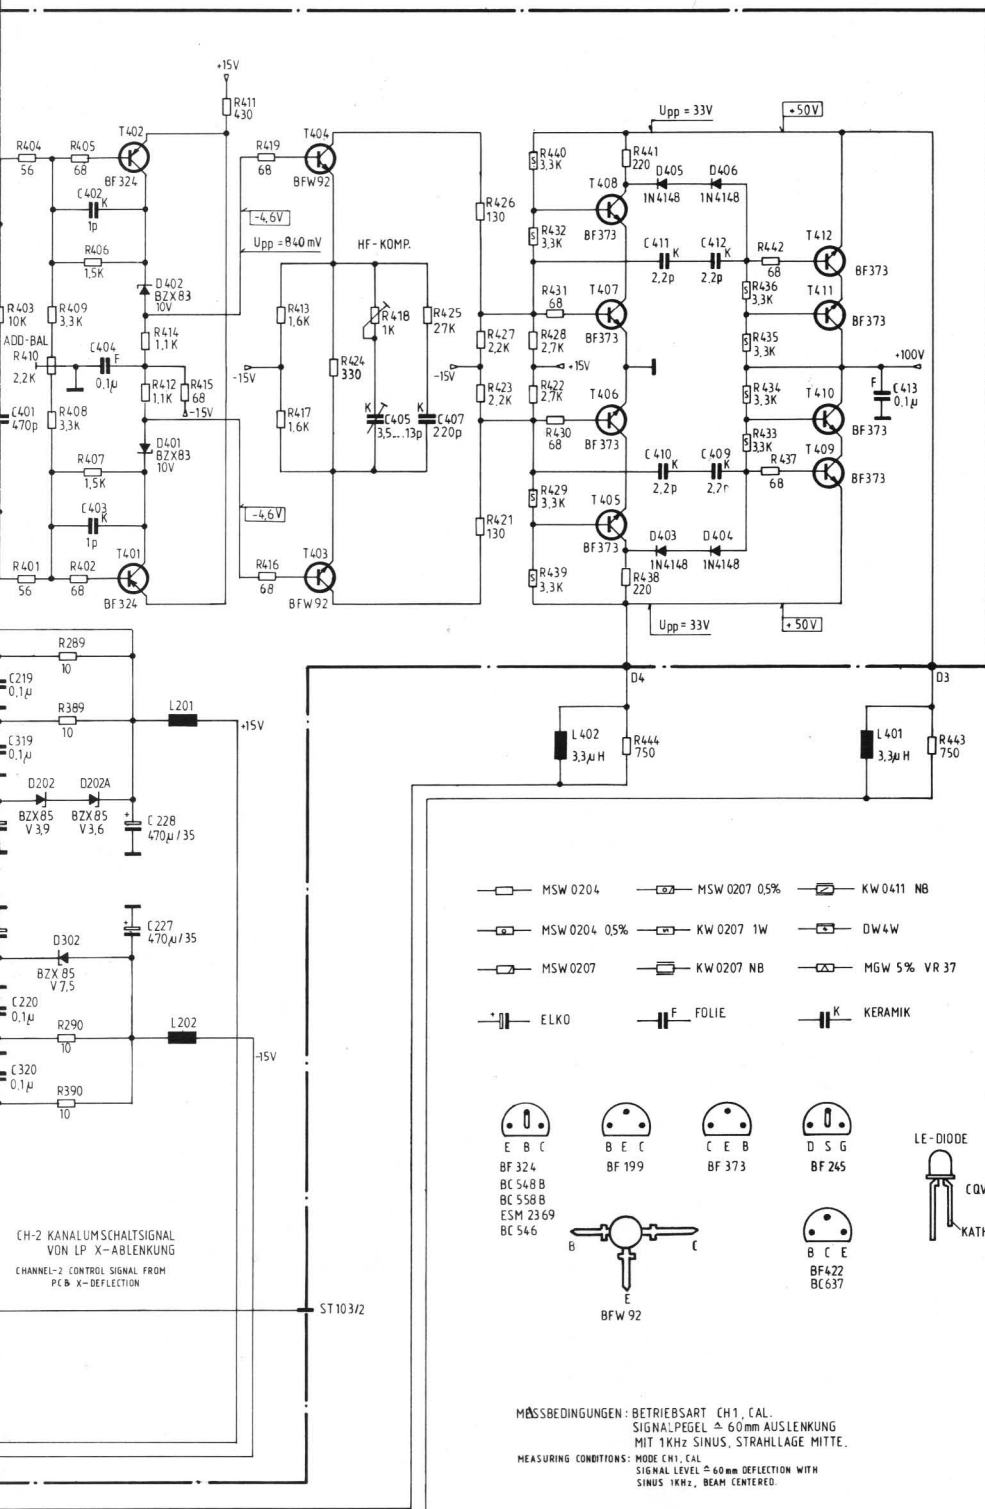 +15V
R411
430
Upp = 33V
+50V
R404
56
R405
68
T402
BF324
C402
K
1p
R406
1,5K
D402
BZX83
10V
R419
68
T404
BFW92
-4,6V
Upp = 840mV
HF-KOMP.
R426
130
R440
3,3K
R441
220
D405
1N4148
D406
1N4148
T408
BF373
R432
3,3K
C411
K
2,2p
C412
K
2,2p
R442
68
T412
BF373
R403
10K
R409
3,3K
R414
1,1K
R413
1,6K
R418
1K
R425
27K
R431
68
T407
BF373
R436
3,3K
T411
BF373
ADD-BAL
R410
2,2K
C404
F
0,1µ
R412
1,1K
R415
68
-15V
-15V
R424
330
R427
2,2K
R428
2,7K
-15V
+15V
R435
3,3K
+100V
C401
470p
R408
3,3K
R417
1,6K
K
C405
3,5...13p
K
C407
220p
R423
2,2K
R422
2,7K
T406
BF373
R430
68
R434
3,3K
T410
BF373
F
C413
0,1µ
R407
1,5K
D401
BZX83
10V
C410
K
2,2p
C409
K
R433
3,3K
R437
68
T409
BF373
C403
K
1p
-4,6V
R421
130
R429
3,3K
T405
BF373
D403
1N4148
D404
1N4148
R401
56
R402
68
T401
BF324
R416
68
T403
BFW92
R439
3,3K
R438
220
Upp = 33V
+50V
R289
10
C219
0,1µ
D4
D3
R389
10
L201
+15V
C319
0,1µ
L402
3,3µH
R444
750
L401
3,3µH
R443
750
D202
BZX85
V3,9
D202A
BZX85
V3,6
+
C228
470µ/35
MSW 0204
MSW 0207 0,5%
KW 0411 NB
MSW 0204 0,5%
KW 0207 1W
DW4W
MSW 0207
KW0207 NB
MGW 5% VR 37
+
ELKO
F
FOLIE
K
KERAMIK
+
C227
470µ/35
D302
BZX 85
V7,5
C220
0,1µ
R290
10
L202
-15V
C320
0,1µ
R390
10
E B C
BF 324
BC 548 B
BC 558 B
ESM 2369
BC 546
B E C
BF 199
C E B
BF 373
D S G
BF 245
LE-DIODE
CQV
KATH
B
C
E
BFW 92
B C E
BF422
BC637
CH-2 KANALUMSCHALTSIGNAL
VON LP X-ABLENKUNG
CHANNEL-2 CONTROL SIGNAL FROM
PCB X-DEFLECTION
ST103/2
MESSBEDINGUNGEN: BETRIEBSART CH1, CAL.
SIGNALPEGEL ≙ 60mm AUSLENKUNG
MIT 1KHz SINUS, STRAHLLAGE MITTE.
MEASURING CONDITIONS: MODE CH1, CAL
SIGNAL LEVEL ≙ 60mm DEFLECTION WITH
SINUS 1KHz, BEAM CENTERED.